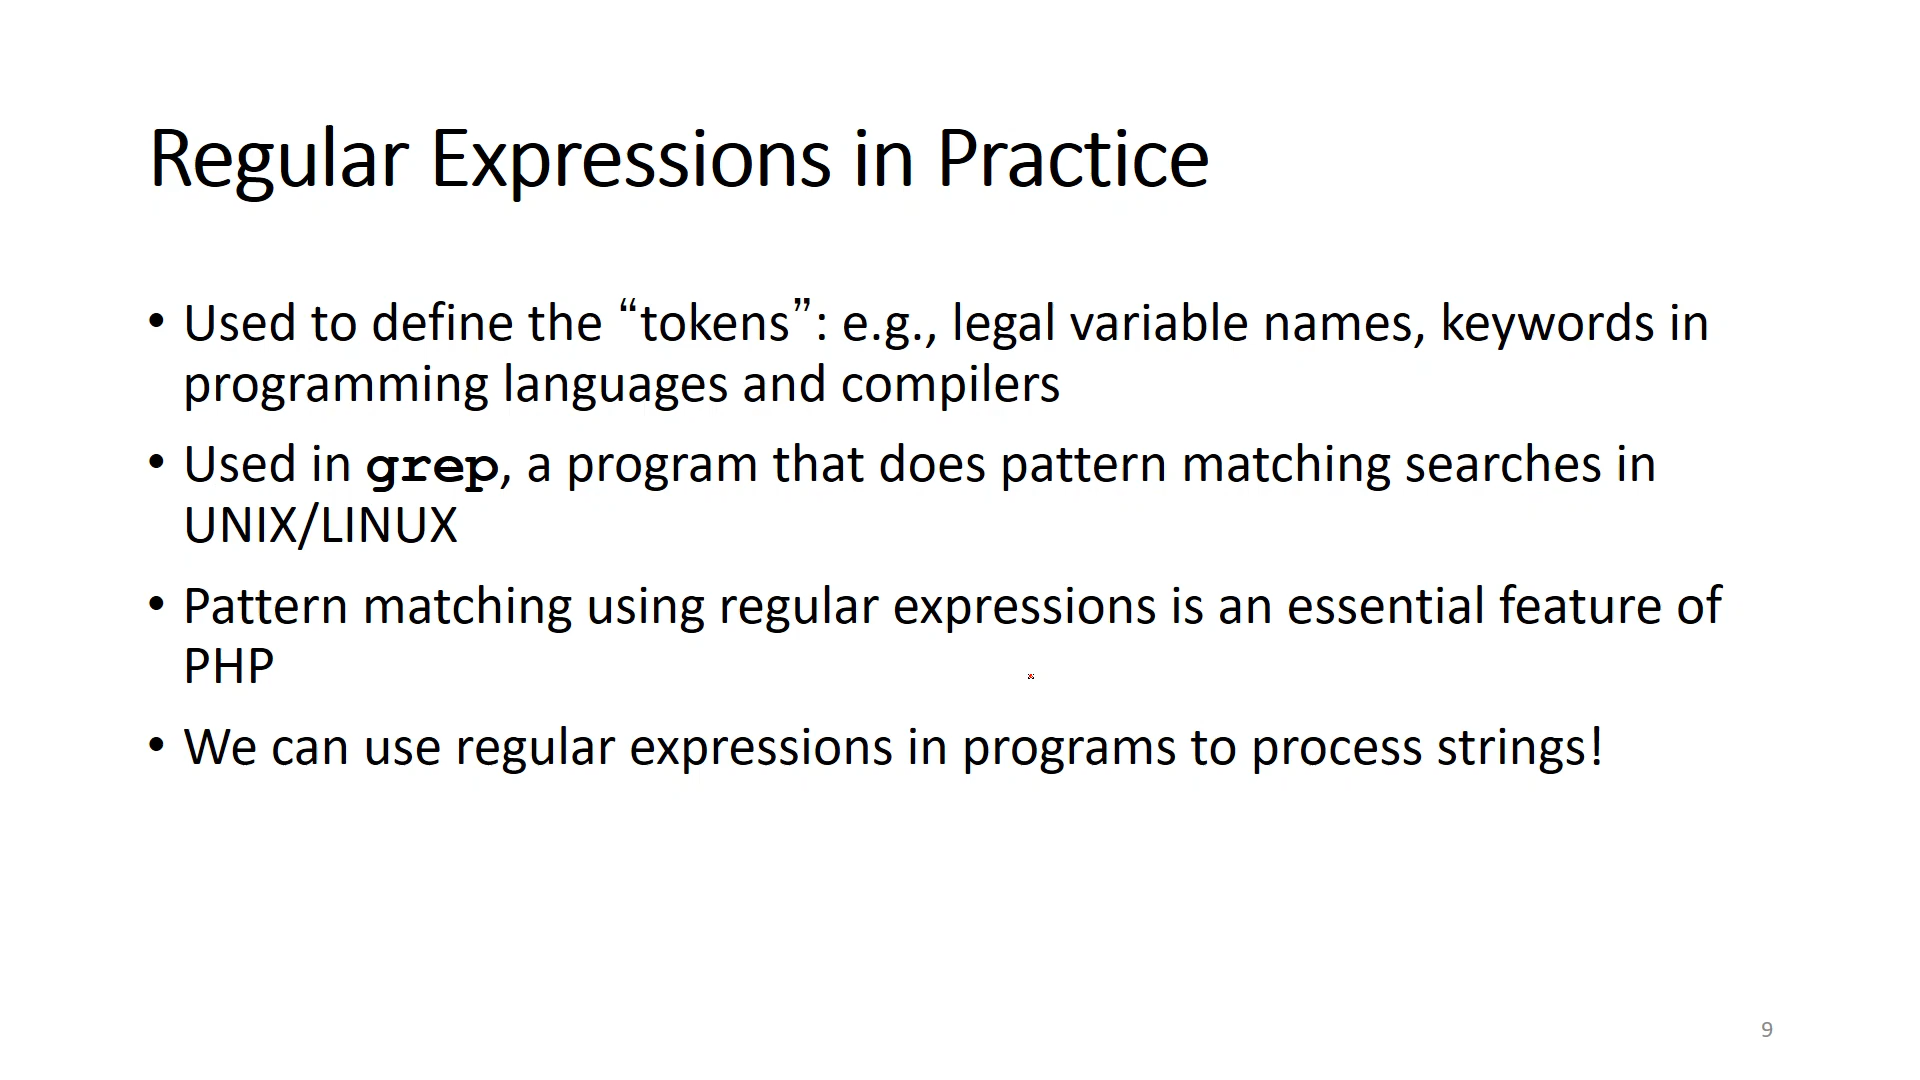 Regular Expressions in Practice
• Used to define the “tokens”: e.g., legal variable names, keywords in
programming languages and compilers
• Used in grep, a program that does pattern matching searches in
UNIX/LINUX
• Pattern matching using regular expressions is an essential feature of
PHP
• We can use regular expressions in programs to process strings!
9